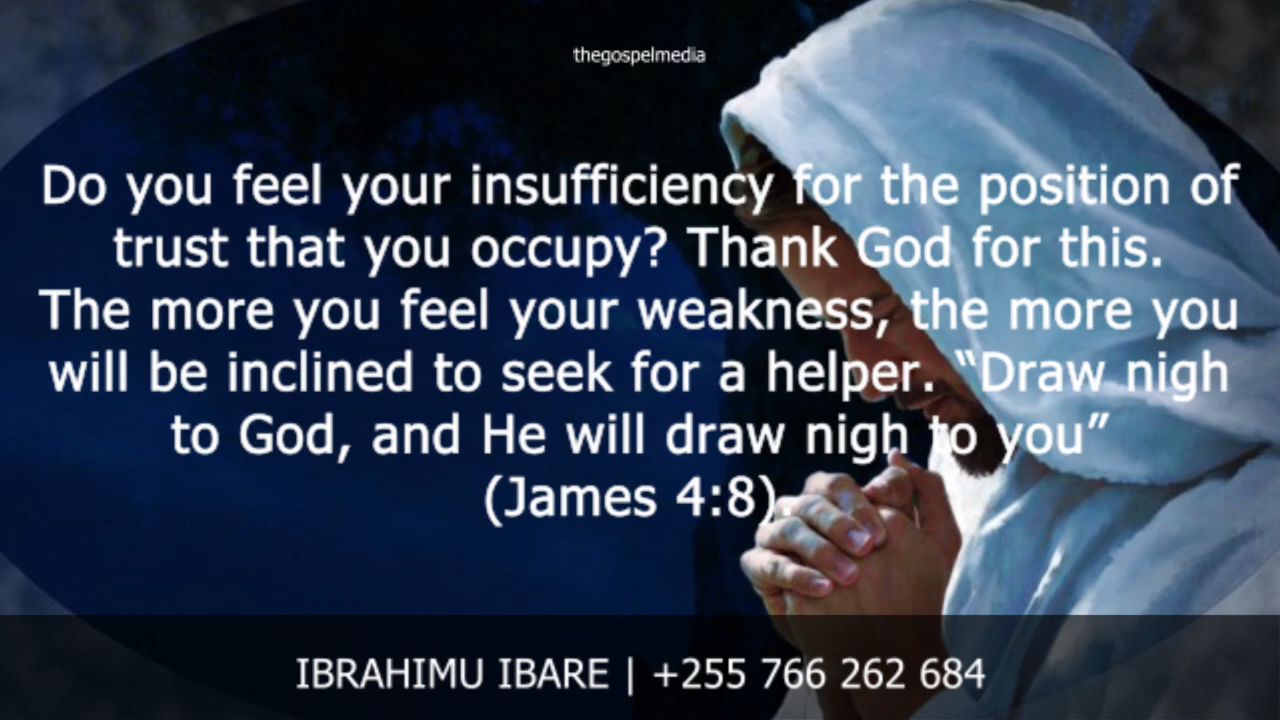 thegospelmedia
Do you feel your insufficiency for the position of
trust that you occupy? Thank God for this.
The more you feel your weakness, the more you
will be inclined to seek for a helper. “Draw nigh
to God, and He will draw nigh to you”
(James 4:8).
IBRAHIMU IBARE | +255 766 262 684